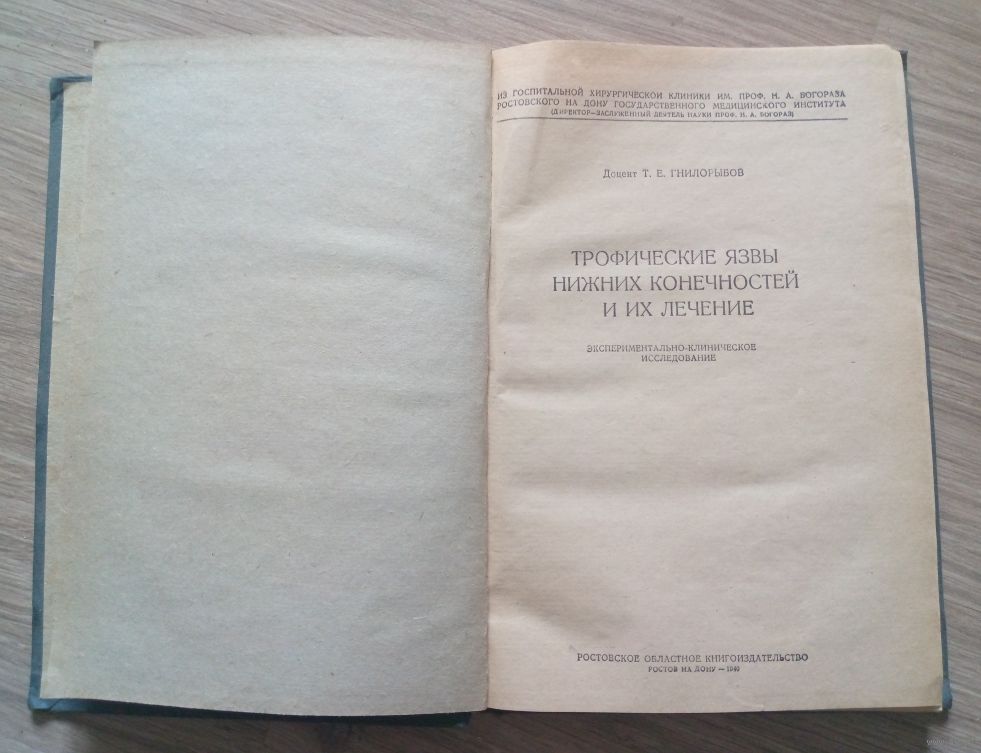 ИЗ ГОСПИТАЛЬНОЙ ХИРУРГИЧЕСКОЙ КЛИНИКИ ИМ. ПРОФ. Н. А. БОГОРАЗА
РОСТОВСКОГО НА ДОНУ ГОСУДАРСТВЕННОГО МЕДИЦИНСКОГО ИНСТИТУТА
(ДИРЕКТОР—ЗАСЛУЖЕННЫЙ ДЕЯТЕЛЬ НАУКИ ПРОФ. Н. А. БОГОРАЗ)
Доцент Т. Е. ГНИЛОРЫБОВ
ТРОФИЧЕСКИЕ ЯЗВЫ
НИЖНИХ КОНЕЧНОСТЕЙ
И ИХ ЛЕЧЕНИЕ
ЭКСПЕРИМЕНТАЛЬНО-КЛИНИЧЕСКОЕ
ИССЛЕДОВАНИЕ
РОСТОВСКОЕ ОБЛАСТНОЕ КНИГОИЗДАТЕЛЬСТВО
РОСТОВ НА ДОНУ — 1940